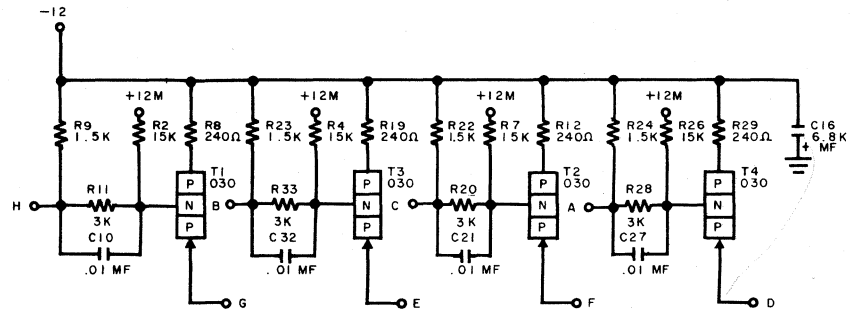 -12
+12M +12M +12M +12M
R9 1.5K
R2 15K
R8 240Ω
R23 1.5K
R4 15K
R19 240Ω
R22 1.5K
R7 15K
R12 240Ω
R24 1.5K
R26 15K
R29 240Ω
C16 6.8K MF
+
T1 030
T3 030
T2 030
T4 030
P N P
P N P
P N P
P N P
H
R11
3K
C10
.01 MF
G
B
R33
3K
C32
.01 MF
E
C
R20
3K
C21
.01 MF
F
A
R28
3K
C27
.01 MF
D